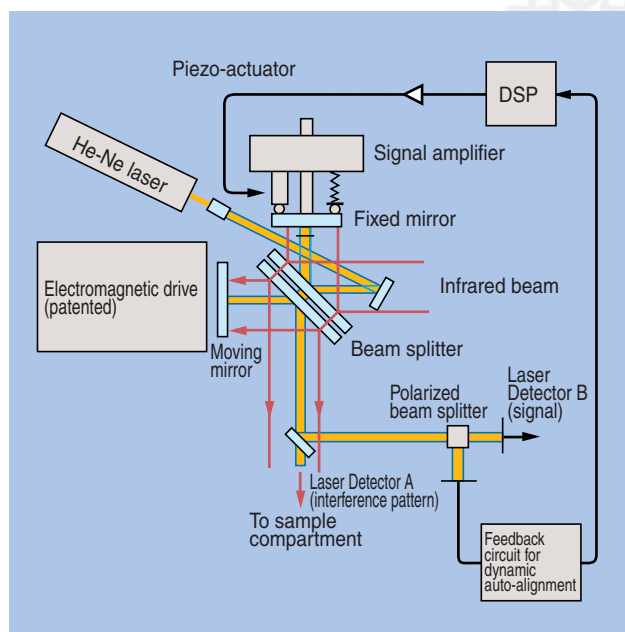 Piezo-actuator
DSP
He-Ne laser
Signal amplifier
Fixed mirror
Electromagnetic drive
(patented)
Infrared beam
Moving
mirror
Beam splitter
Polarized
beam splitter
Laser
Detector B
(signal)
Laser Detector A
(interference pattern)
To sample
compartment
Feedback
circuit for
dynamic
auto-alignment